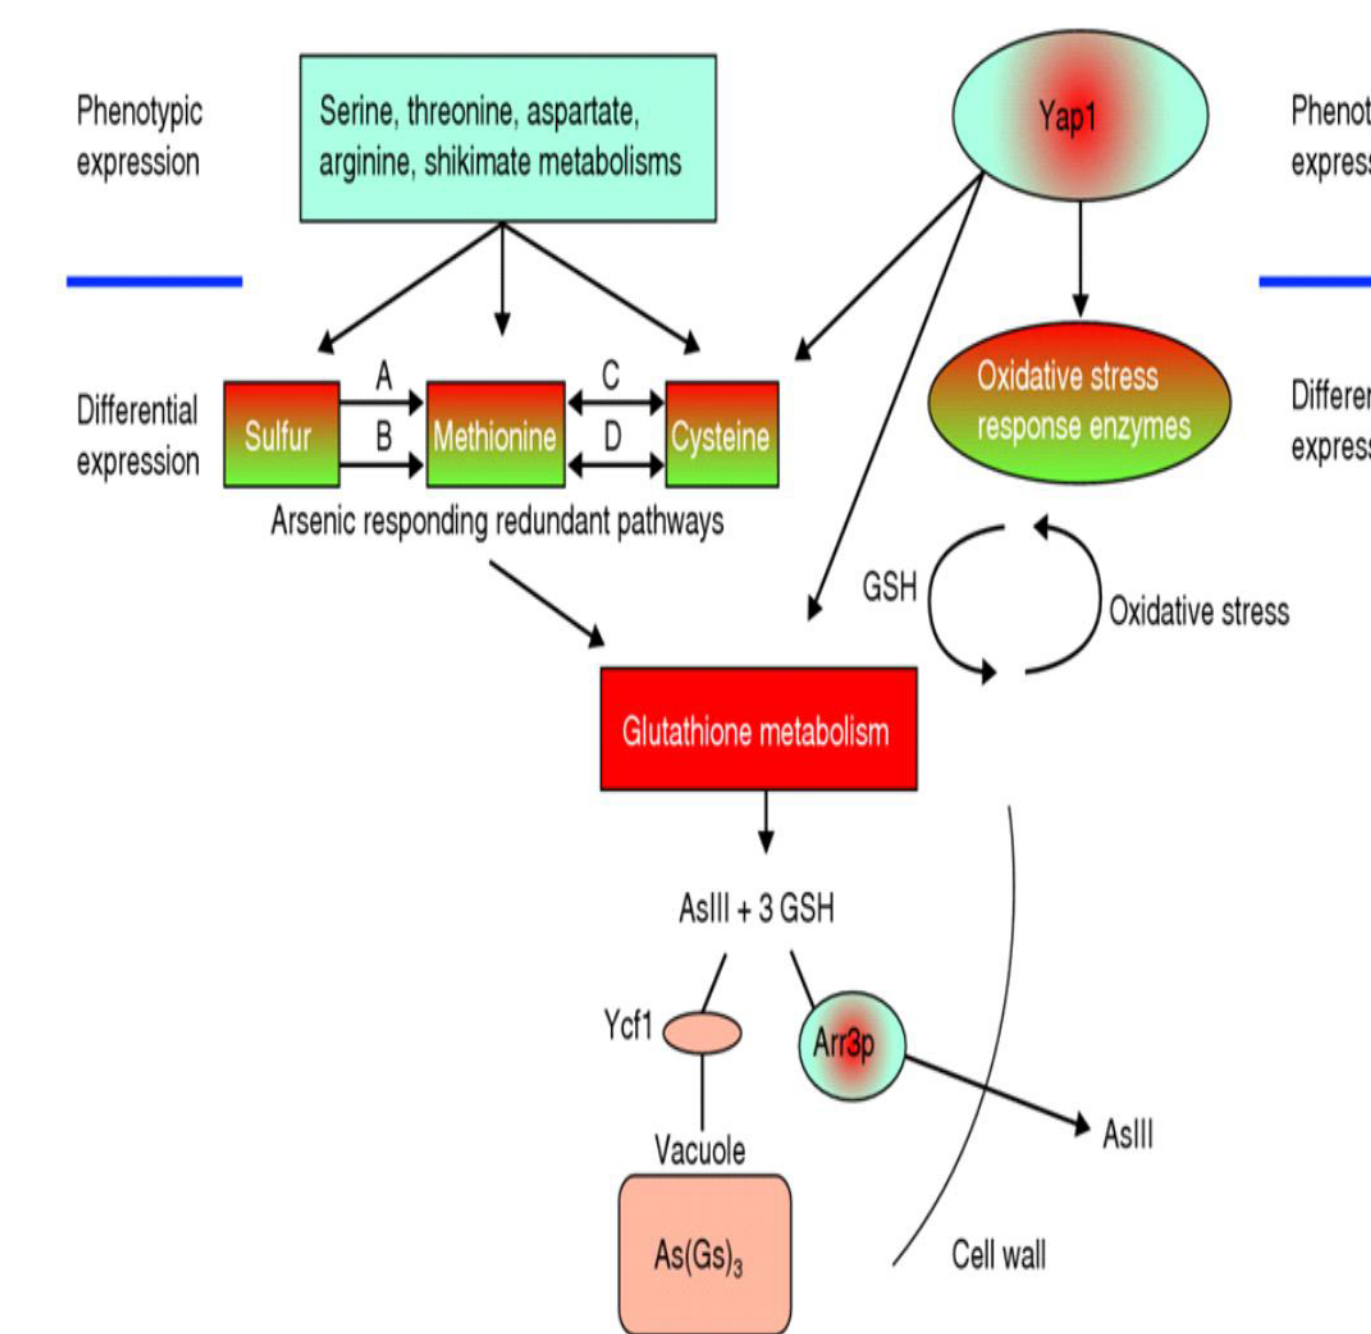 Phenotypic
expression
Serine, threonine, aspartate,
arginine, shikimate metabolisms
Yap1
Differential
expression
Sulfur
A
B
Methionine
C
D
Cysteine
Oxidative stress
response enzymes
Arsenic responding redundant pathways
GSH
Oxidative stress
Glutathione metabolism
AsIII + 3 GSH
Ycf1
Arr3p
AsIII
Vacuole
As(Gs)₃
Cell wall